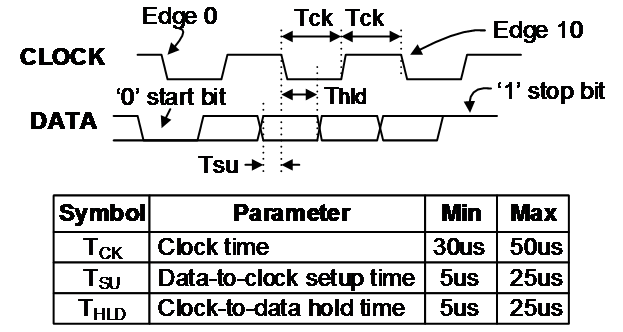 Edge 0
Tck Tck
Edge 10
CLOCK
'0' start bit
Thld
'1' stop bit
DATA
Tsu
Symbol Parameter Min Max
TCK Clock time 30us 50us
TSU Data-to-clock setup time 5us 25us
THLD Clock-to-data hold time 5us 25us